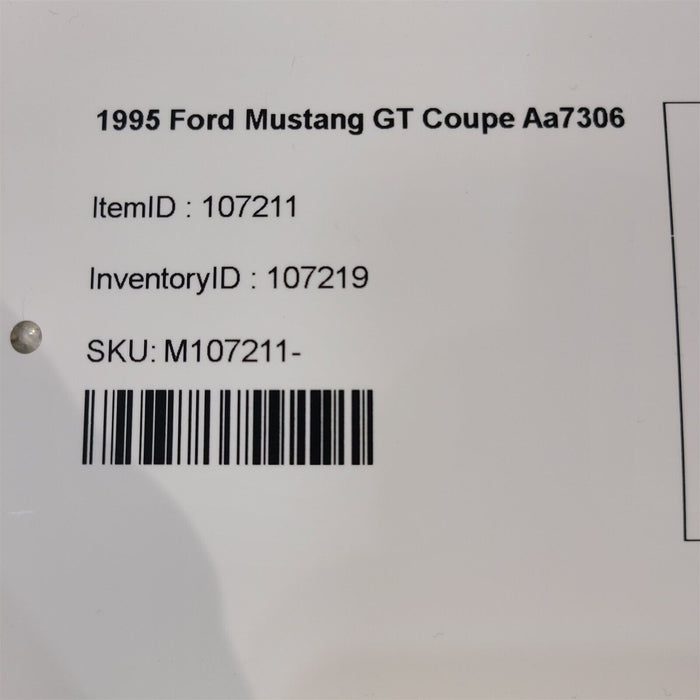 1995 Ford Mustang GT Coupe Aa7306
ItemID : 107211
InventoryID : 107219
SKU: M107211-